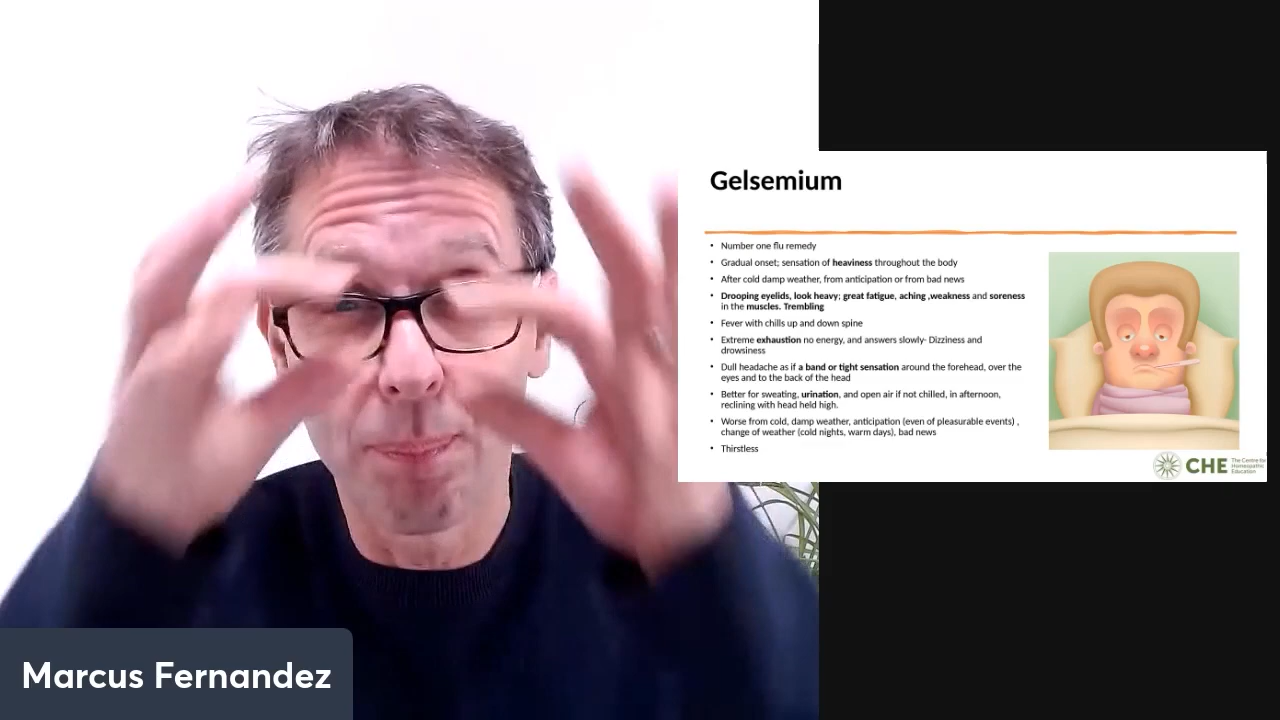 Gelsemium
• Number one flu remedy
• Gradual onset; sensation of heaviness throughout the body
• After cold damp weather, from anticipation or from bad news
• Drooping eyelids, look heavy; great fatigue, aching ,weakness and soreness
in the muscles. Trembling
• Fever with chills up and down spine
• Extreme exhaustion no energy, and answers slowly- Dizziness and
drowsiness
• Dull headache as if a band or tight sensation around the forehead, over the
eyes and to the back of the head
• Better for sweating, urination, and open air if not chilled, in afternoon,
reclining with head held high.
• Worse from cold, damp weather, anticipation (even of pleasurable events) ,
change of weather (cold nights, warm days), bad news
• Thirstless
CHE
The Centre for
Homeopathic
Education
Marcus Fernandez